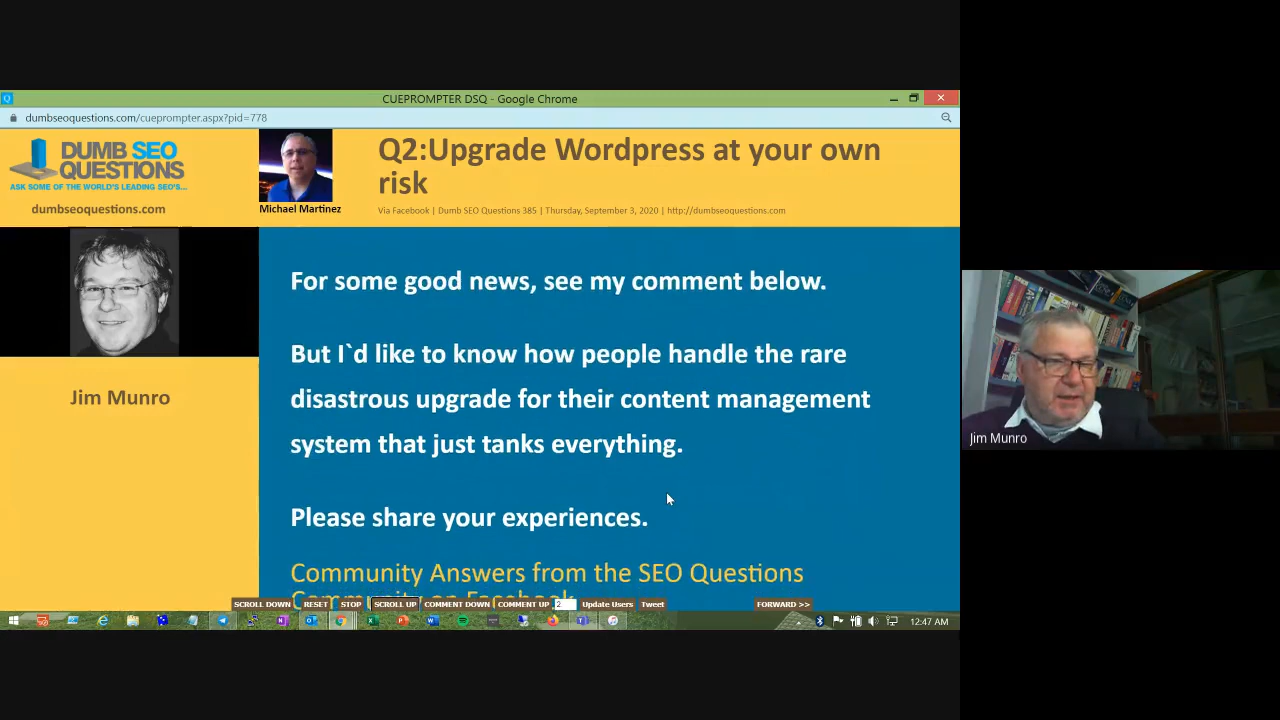 CUEPROMPTER DSQ - Google Chrome
dumbseoquestions.com/cueprompter.aspx?pid=778
DUMB SEO
QUESTIONS
ASK SOME OF THE WORLD'S LEADING SEO'S...
dumbseoquestions.com
Michael Martinez
Q2:Upgrade Wordpress at your own
risk
Via Facebook | Dumb SEO Questions 385 | Thursday, September 3, 2020 | http://dumbseoquestions.com
Jim Munro
For some good news, see my comment below.
But I`d like to know how people handle the rare
disastrous upgrade for their content management
system that just tanks everything.
Please share your experiences.
Community Answers from the SEO Questions
Community on Facebook
SCROLL DOWN RESET STOP SCROLL UP COMMENT DOWN COMMENT UP 2 Update Users Tweet FORWARD >>
12:47 AM
Jim Munro